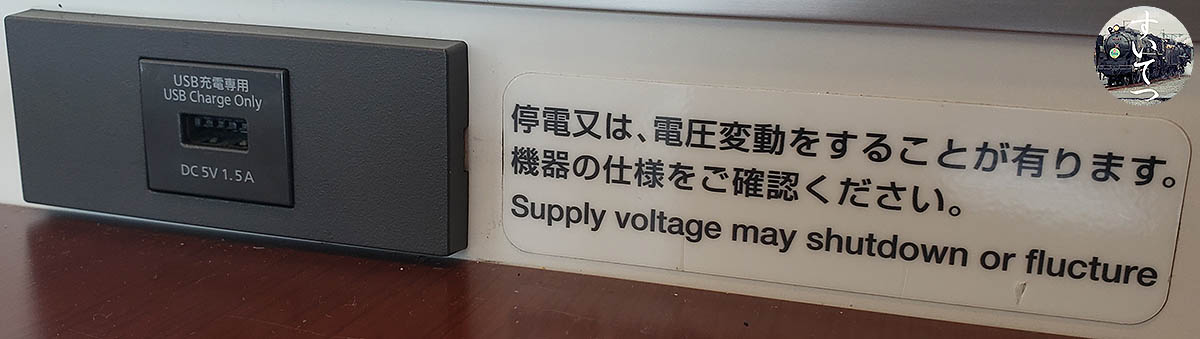 USB充電専用
USB Charge Only
DC 5V 1.5A
停電又は、電圧変動をすることが有ります。
機器の仕様をご確認ください。
Supply voltage may shutdown or flucture
すいてつ